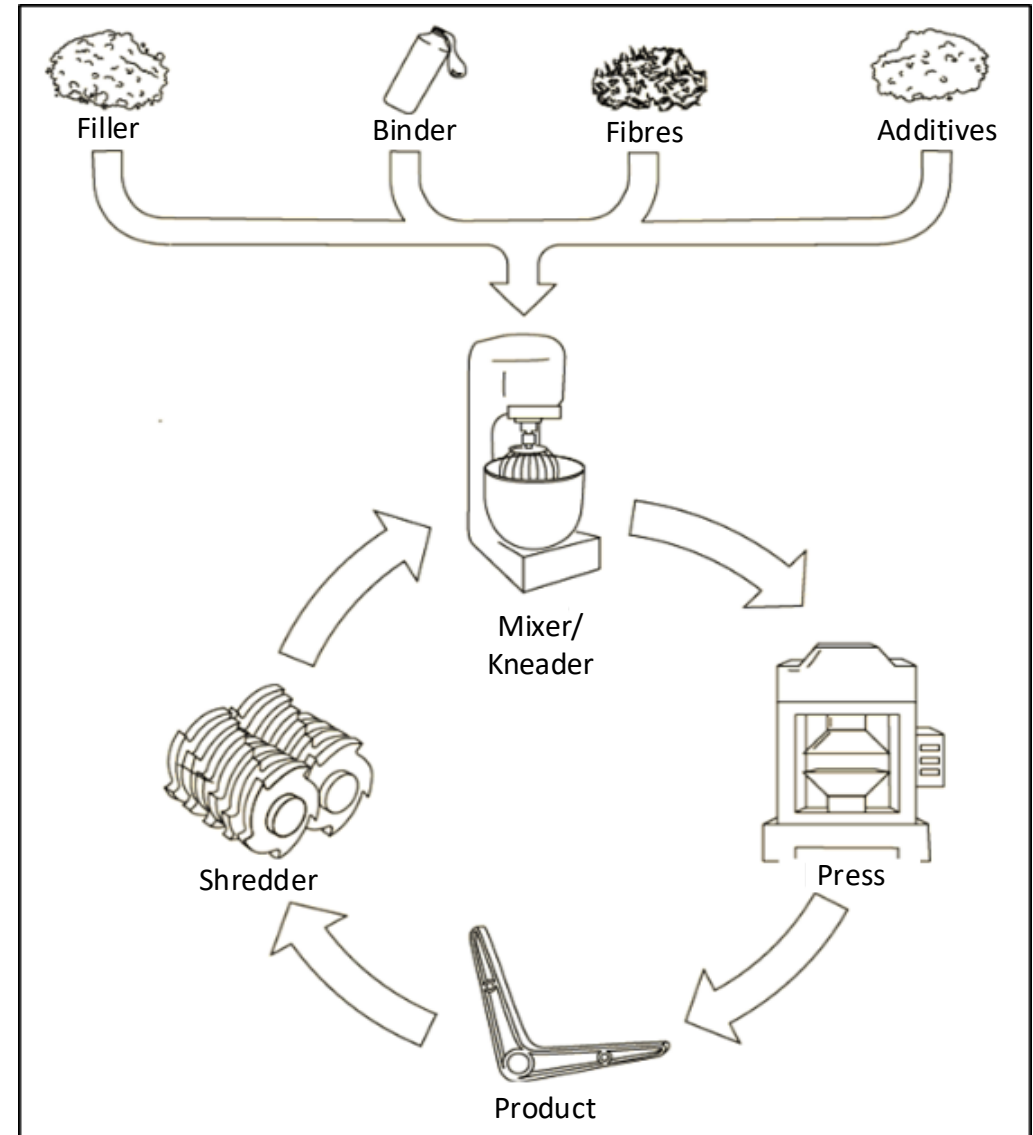 Filler
Binder
Fibres
Additives
Mixer/
Kneader
Press
Shredder
Product